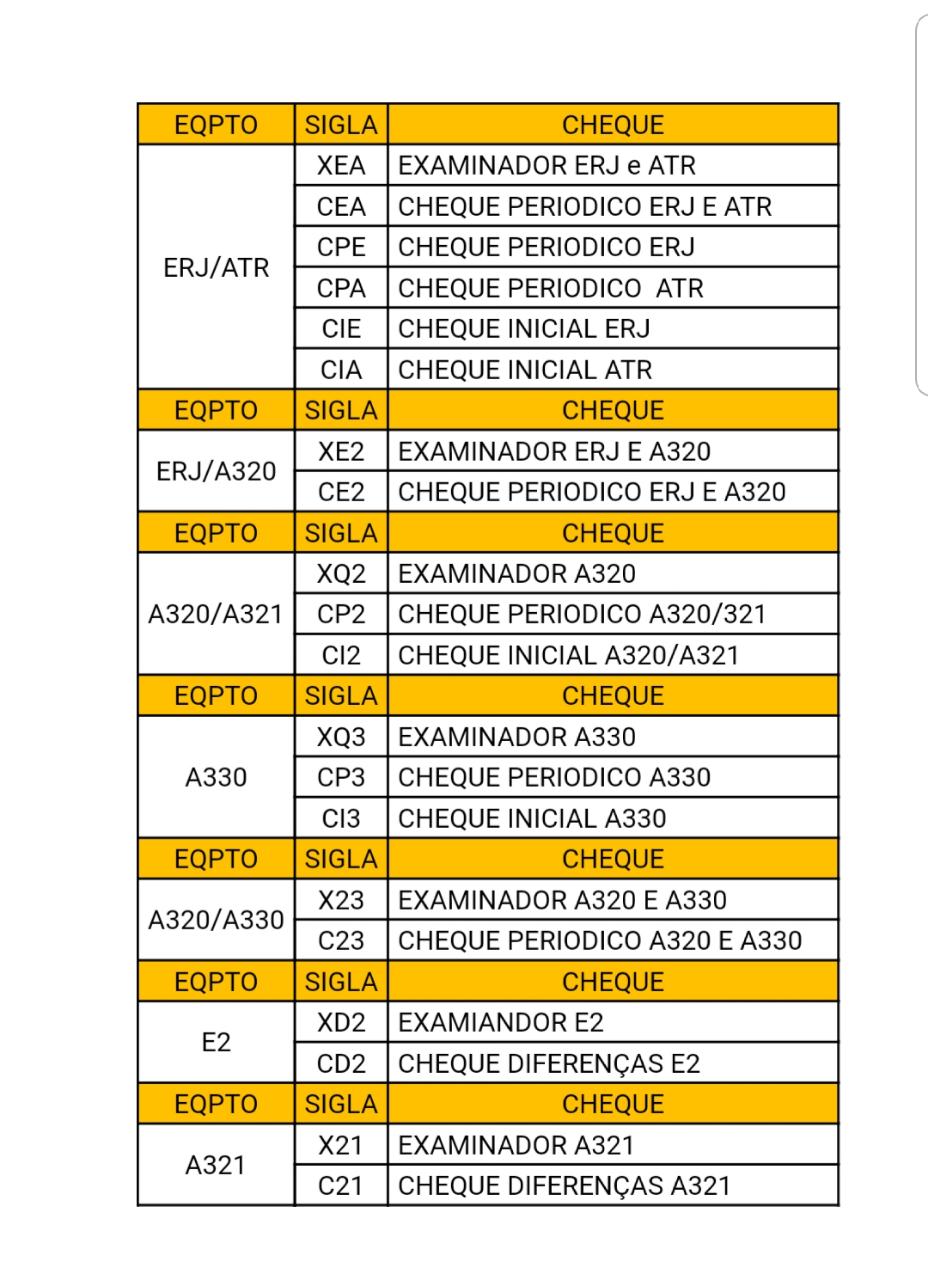 EQPTO SIGLA CHEQUE
ERJ/ATR
XEA EXAMINADOR ERJ e ATR
CEA CHEQUE PERIODICO ERJ E ATR
CPE CHEQUE PERIODICO ERJ
CPA CHEQUE PERIODICO ATR
CIE CHEQUE INICIAL ERJ
CIA CHEQUE INICIAL ATR
EQPTO SIGLA CHEQUE
ERJ/A320
XE2 EXAMINADOR ERJ E A320
CE2 CHEQUE PERIODICO ERJ E A320
EQPTO SIGLA CHEQUE
A320/A321
XQ2 EXAMINADOR A320
CP2 CHEQUE PERIODICO A320/321
CI2 CHEQUE INICIAL A320/A321
EQPTO SIGLA CHEQUE
A330
XQ3 EXAMINADOR A330
CP3 CHEQUE PERIODICO A330
CI3 CHEQUE INICIAL A330
EQPTO SIGLA CHEQUE
A320/A330
X23 EXAMINADOR A320 E A330
C23 CHEQUE PERIODICO A320 E A330
EQPTO SIGLA CHEQUE
E2
XD2 EXAMIANDOR E2
CD2 CHEQUE DIFERENÇAS E2
EQPTO SIGLA CHEQUE
A321
X21 EXAMINADOR A321
C21 CHEQUE DIFERENÇAS A321